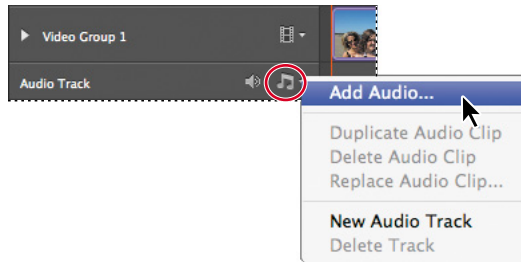 Video Group 1
Audio Track
Add Audio...
Duplicate Audio Clip
Delete Audio Clip
Replace Audio Clip...
New Audio Track
Delete Track